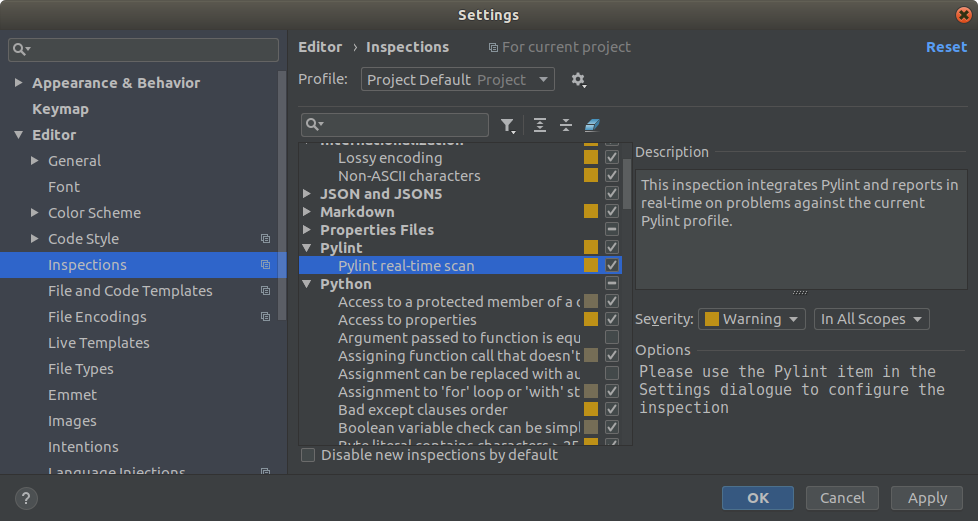 Settings
Appearance & Behavior
Keymap
Editor
General
Font
Color Scheme
Code Style
Inspections
File and Code Templates
File Encodings
Live Templates
File Types
Emmet
Images
Intentions
Language Injections
Editor › Inspections
For current project
Reset
Profile:
Project Default Project
Internationalization
Lossy encoding
Non-ASCII characters
JSON and JSON5
Markdown
Properties Files
Pylint
Pylint real-time scan
Python
Access to a protected member of a c
Access to properties
Argument passed to function is equ
Assigning function call that doesn't
Assignment can be replaced with au
Assignment to 'for' loop or 'with' st
Bad except clauses order
Boolean variable check can be simpl
Byte literal contains characters > 25
Disable new inspections by default
Description
This inspection integrates Pylint and reports in
real-time on problems against the current
Pylint profile.
Severity:
Warning
In All Scopes
Options
Please use the Pylint item in the
Settings dialogue to configure the
inspection
?
OK
Cancel
Apply